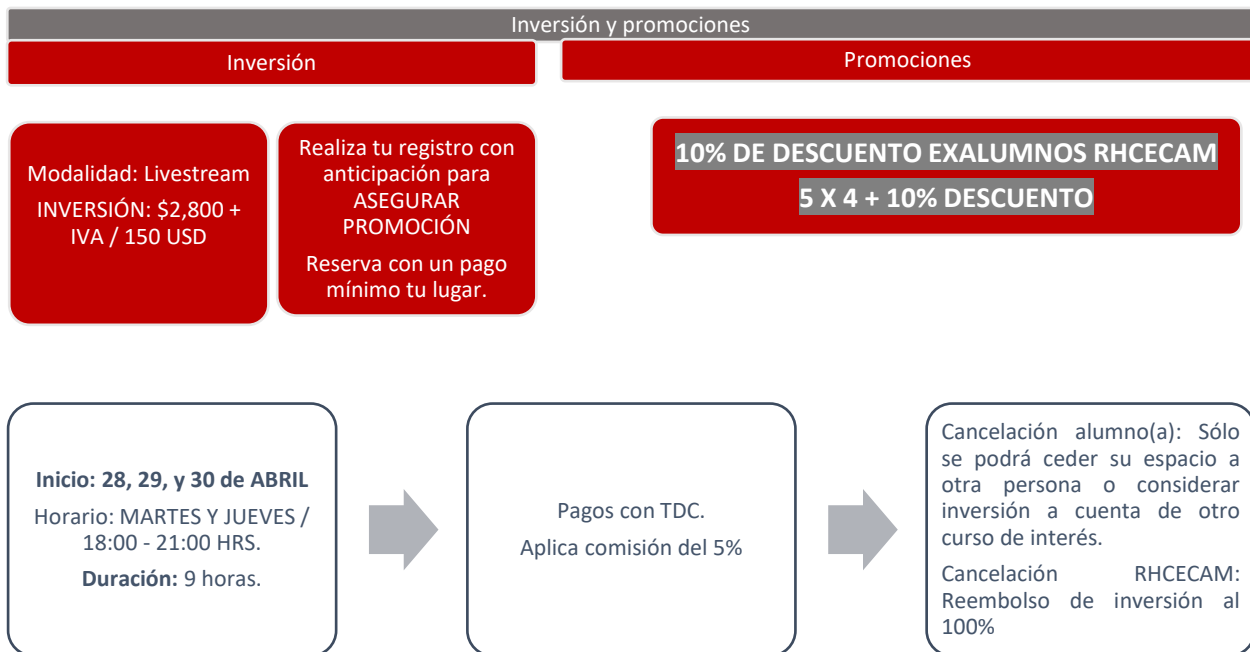 Inversión y promociones
Inversión
Promociones
Modalidad: Livestream
INVERSIÓN: $2,800 +
IVA / 150 USD
Realiza tu registro con
anticipación para
ASEGURAR
PROMOCIÓN
Reserva con un pago
mínimo tu lugar.
10% DE DESCUENTO EXALUMNOS RHCECAM
5 X 4 + 10% DESCUENTO
Inicio: 28, 29, y 30 de ABRIL
Horario: MARTES Y JUEVES /
18:00 - 21:00 HRS.
Duración: 9 horas.
Pagos con TDC.
Aplica comisión del 5%
Cancelación alumno(a): Sólo
se podrá ceder su espacio a
otra persona o considerar
inversión a cuenta de otro
curso de interés.
Cancelación RHCECAM:
Reembolso de inversión al
100%